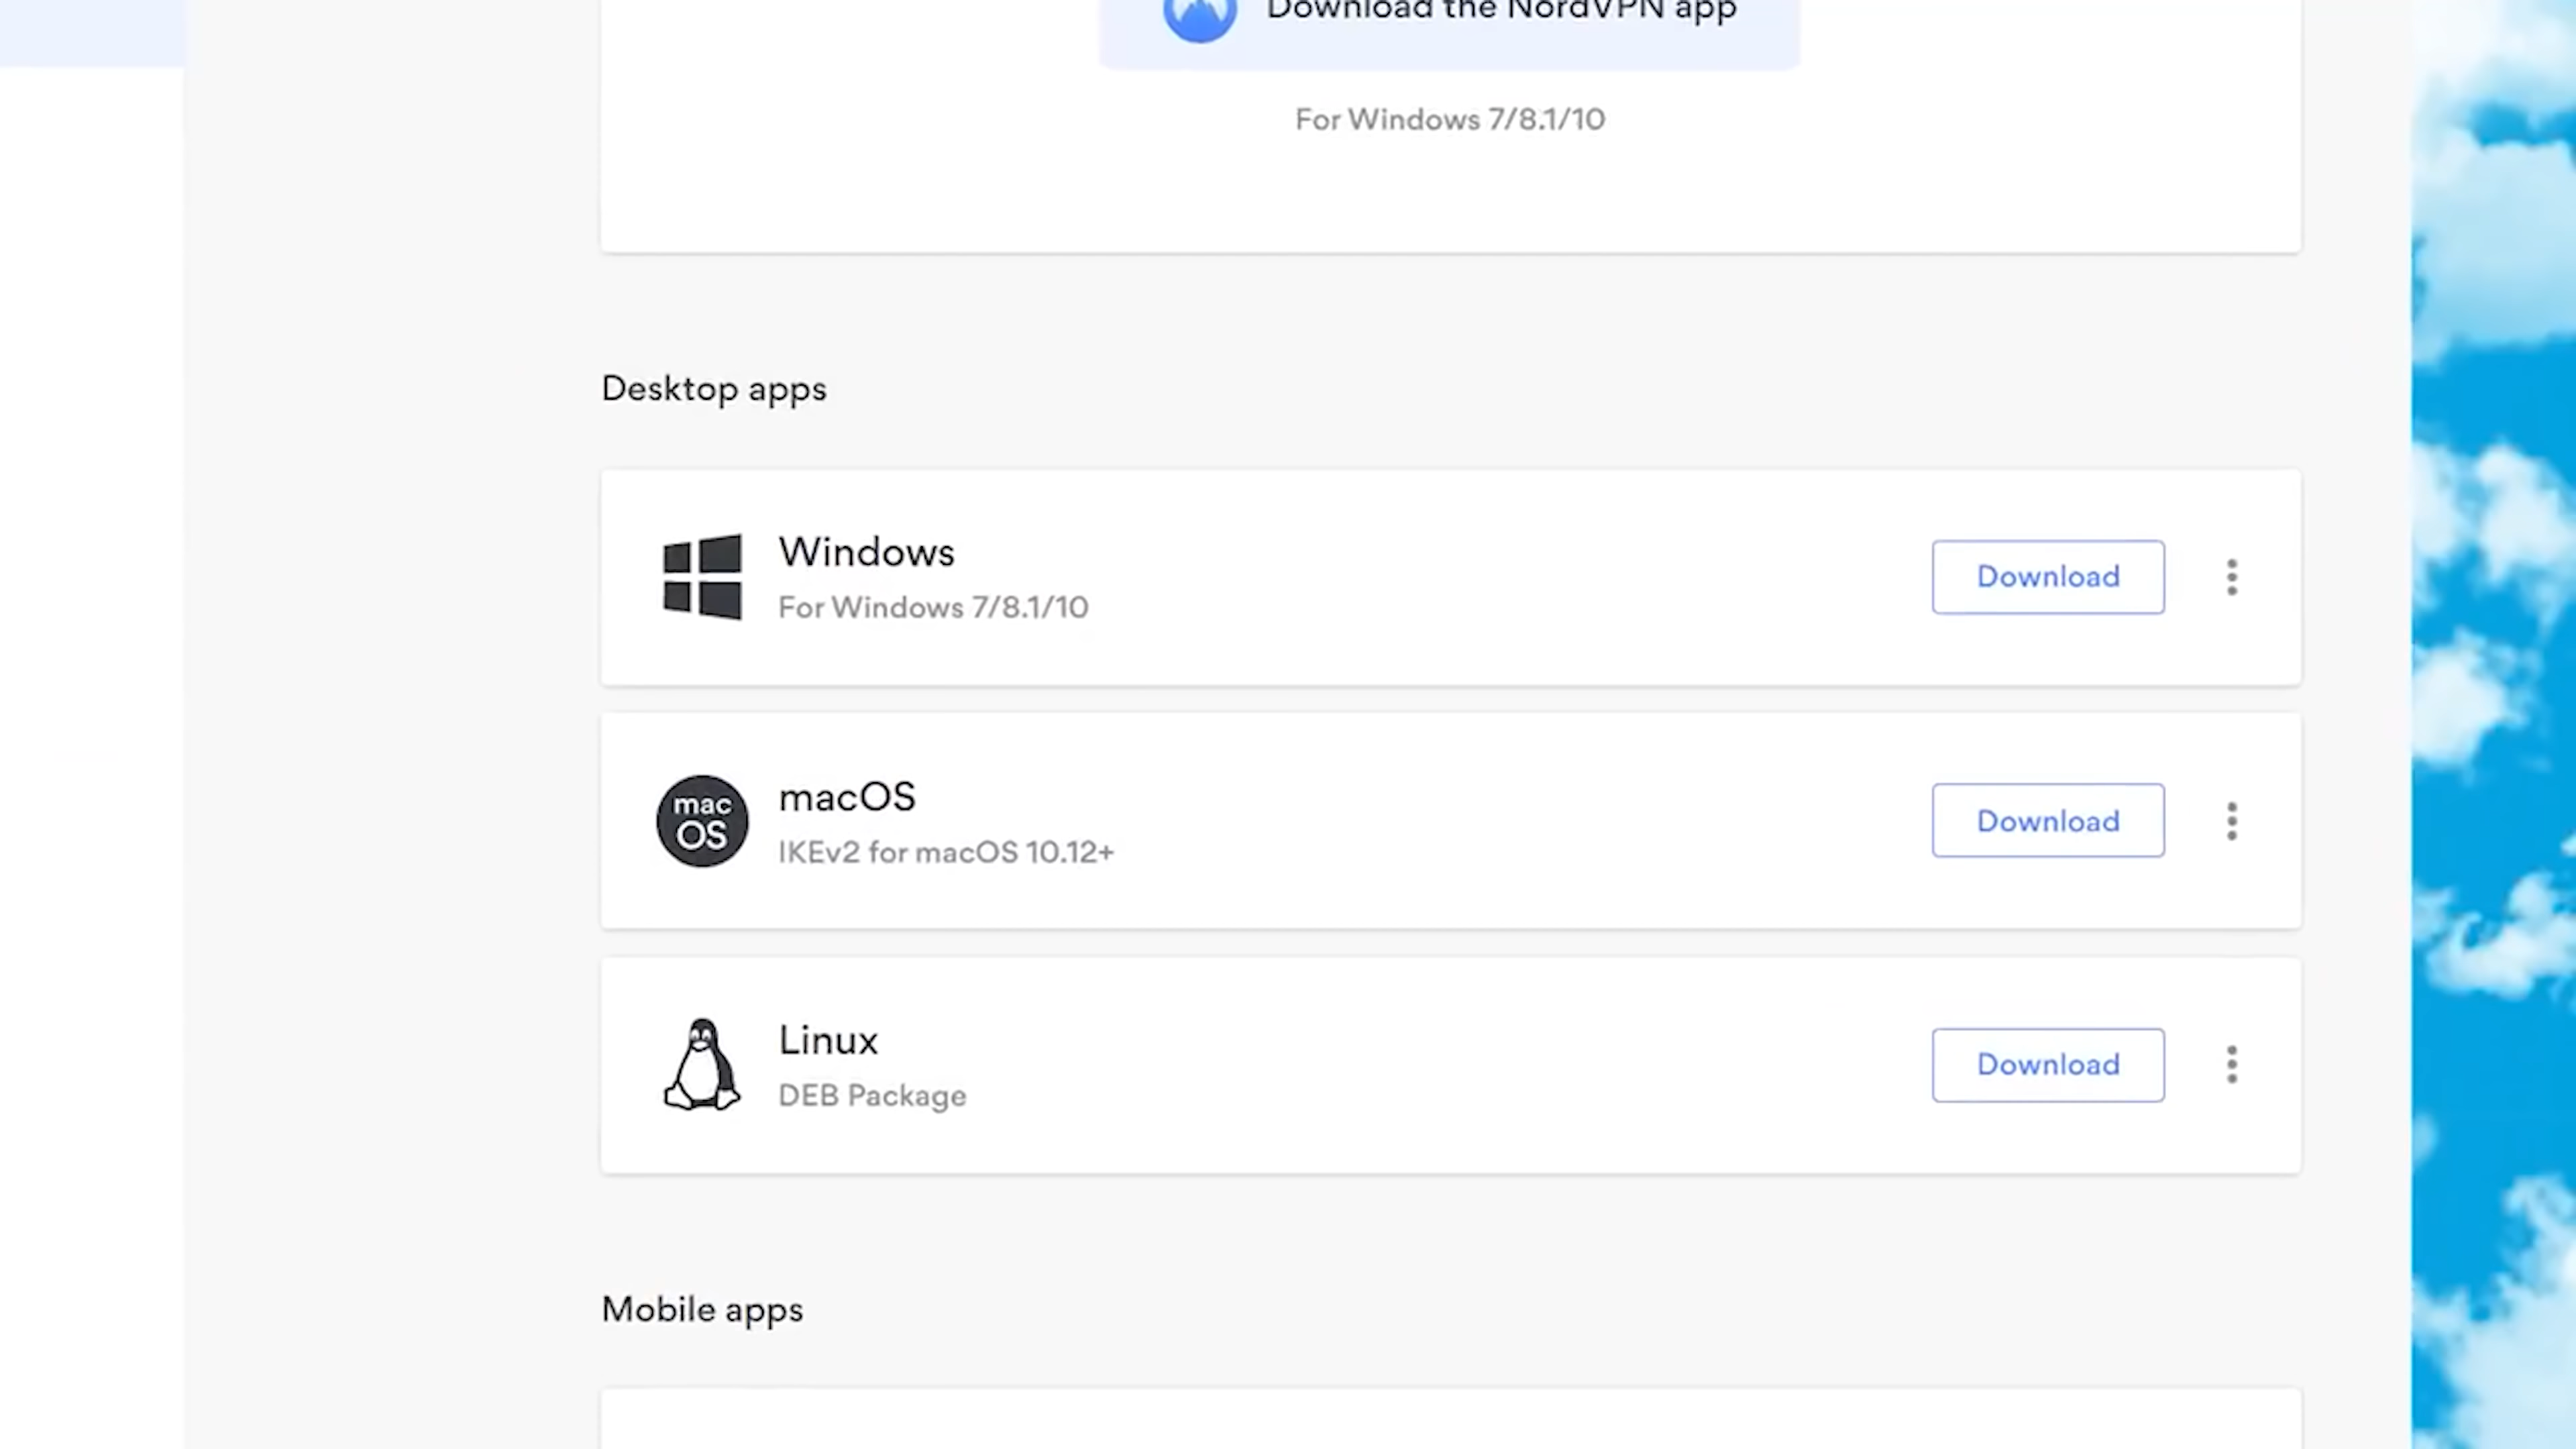 Download the NordVPN app
For Windows 7/8.1/10
Desktop apps
Windows
For Windows 7/8.1/10
Download
mac
OS
macOS
IKEv2 for macOS 10.12+
Download
Linux
DEB Package
Download
Mobile apps